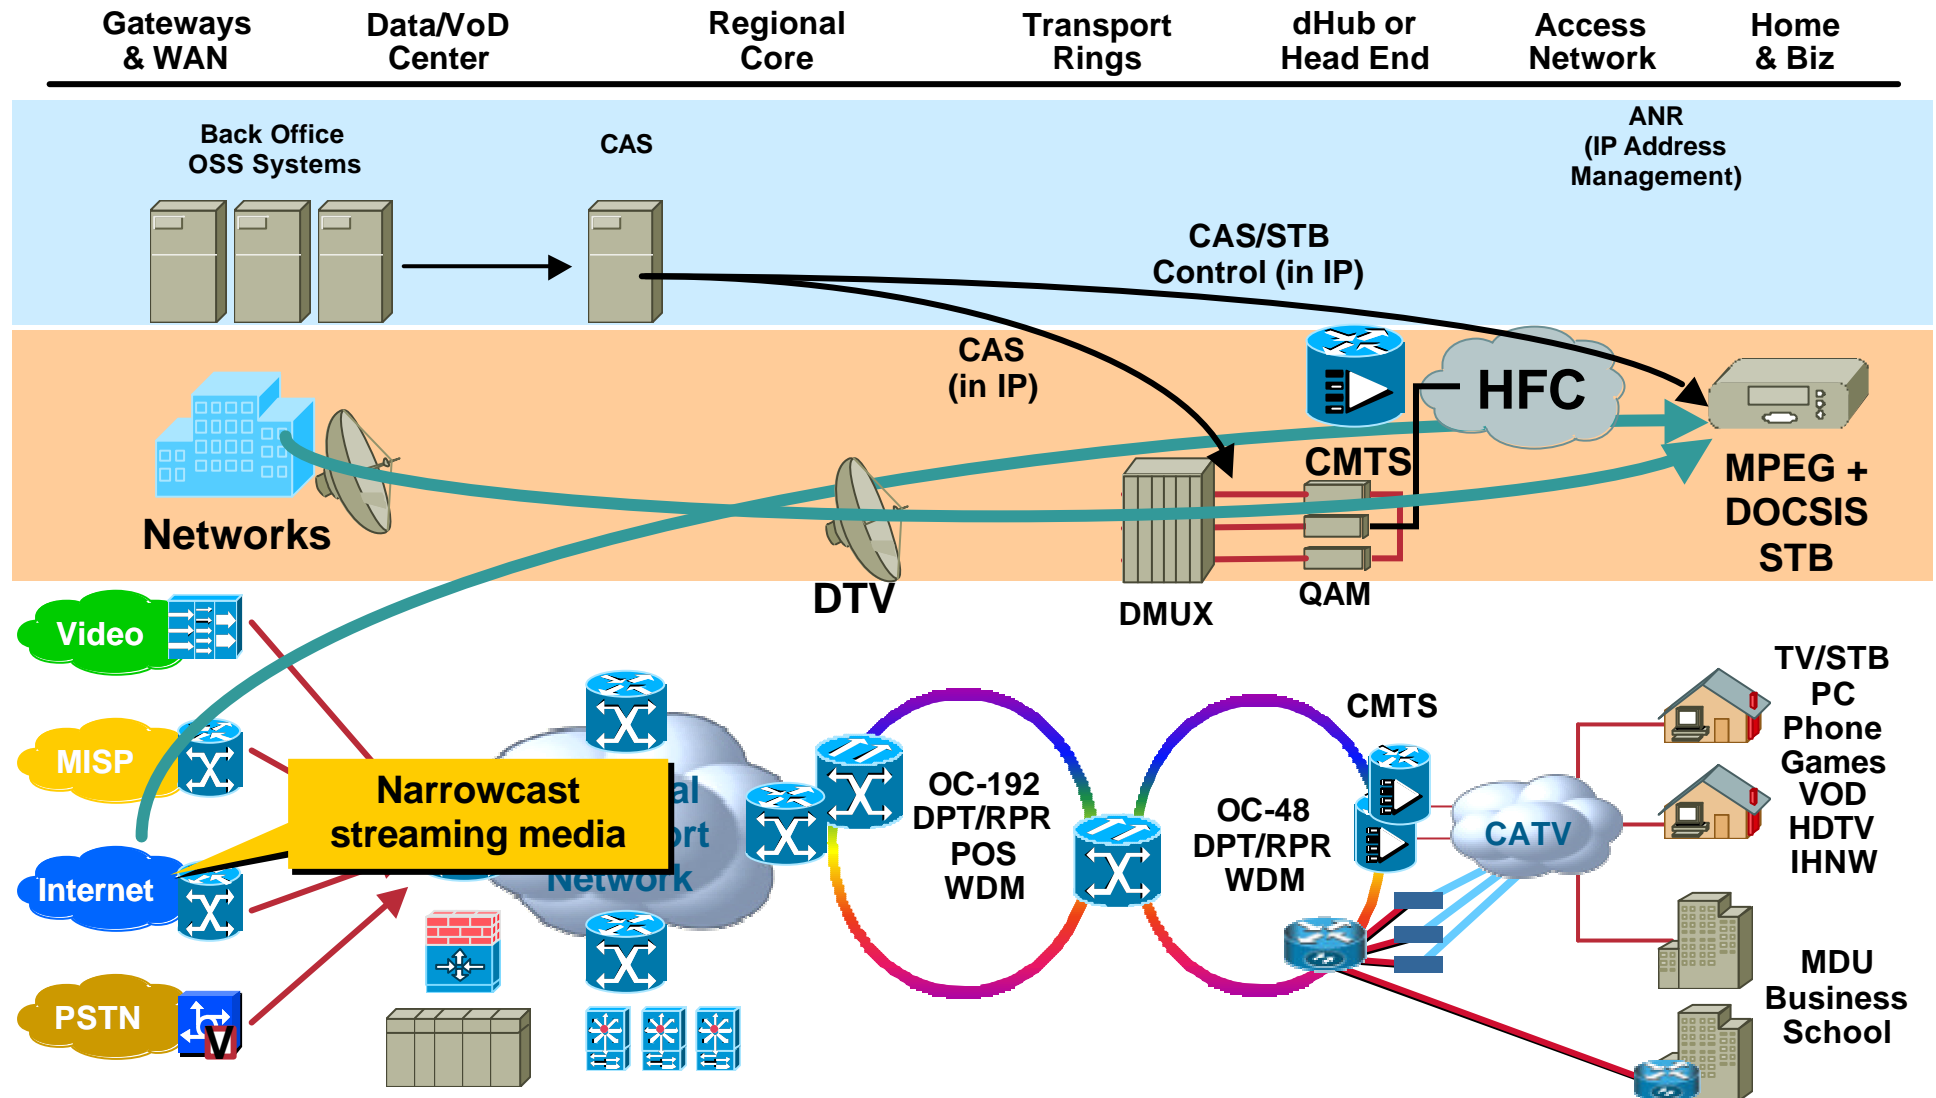 Gateways
& WAN
Data/VoD
Center
Regional
Core
Transport
Rings
dHub or
Head End
Access
Network
Home
& Biz
Back Office
OSS Systems
CAS
ANR
(IP Address
Management)
CAS/STB
Control (in IP)
CAS
(in IP)
HFC
Networks
DTV
DMUX
CMTS
QAM
MPEG +
DOCSIS
STB
Video
MISP
Internet
PSTN
V
Narrowcast
streaming media
Network
OC-192
DPT/RPR
POS
WDM
OC-48
DPT/RPR
WDM
CMTS
CATV
TV/STB
PC
Phone
Games
VOD
HDTV
IHNW
MDU
Business
School